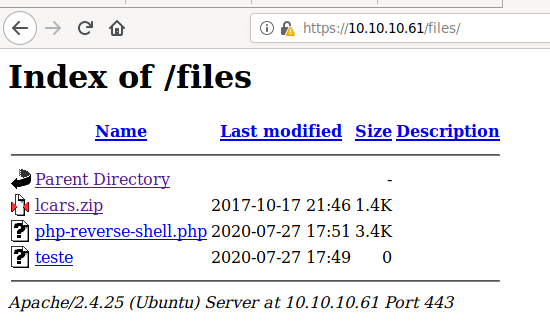 https://10.10.10.61/files/
Index of /files
Name Last modified Size Description
Parent Directory -
lcars.zip 2017-10-17 21:46 1.4K
php-reverse-shell.php 2020-07-27 17:51 3.4K
teste 2020-07-27 17:49 0
Apache/2.4.25 (Ubuntu) Server at 10.10.10.61 Port 443